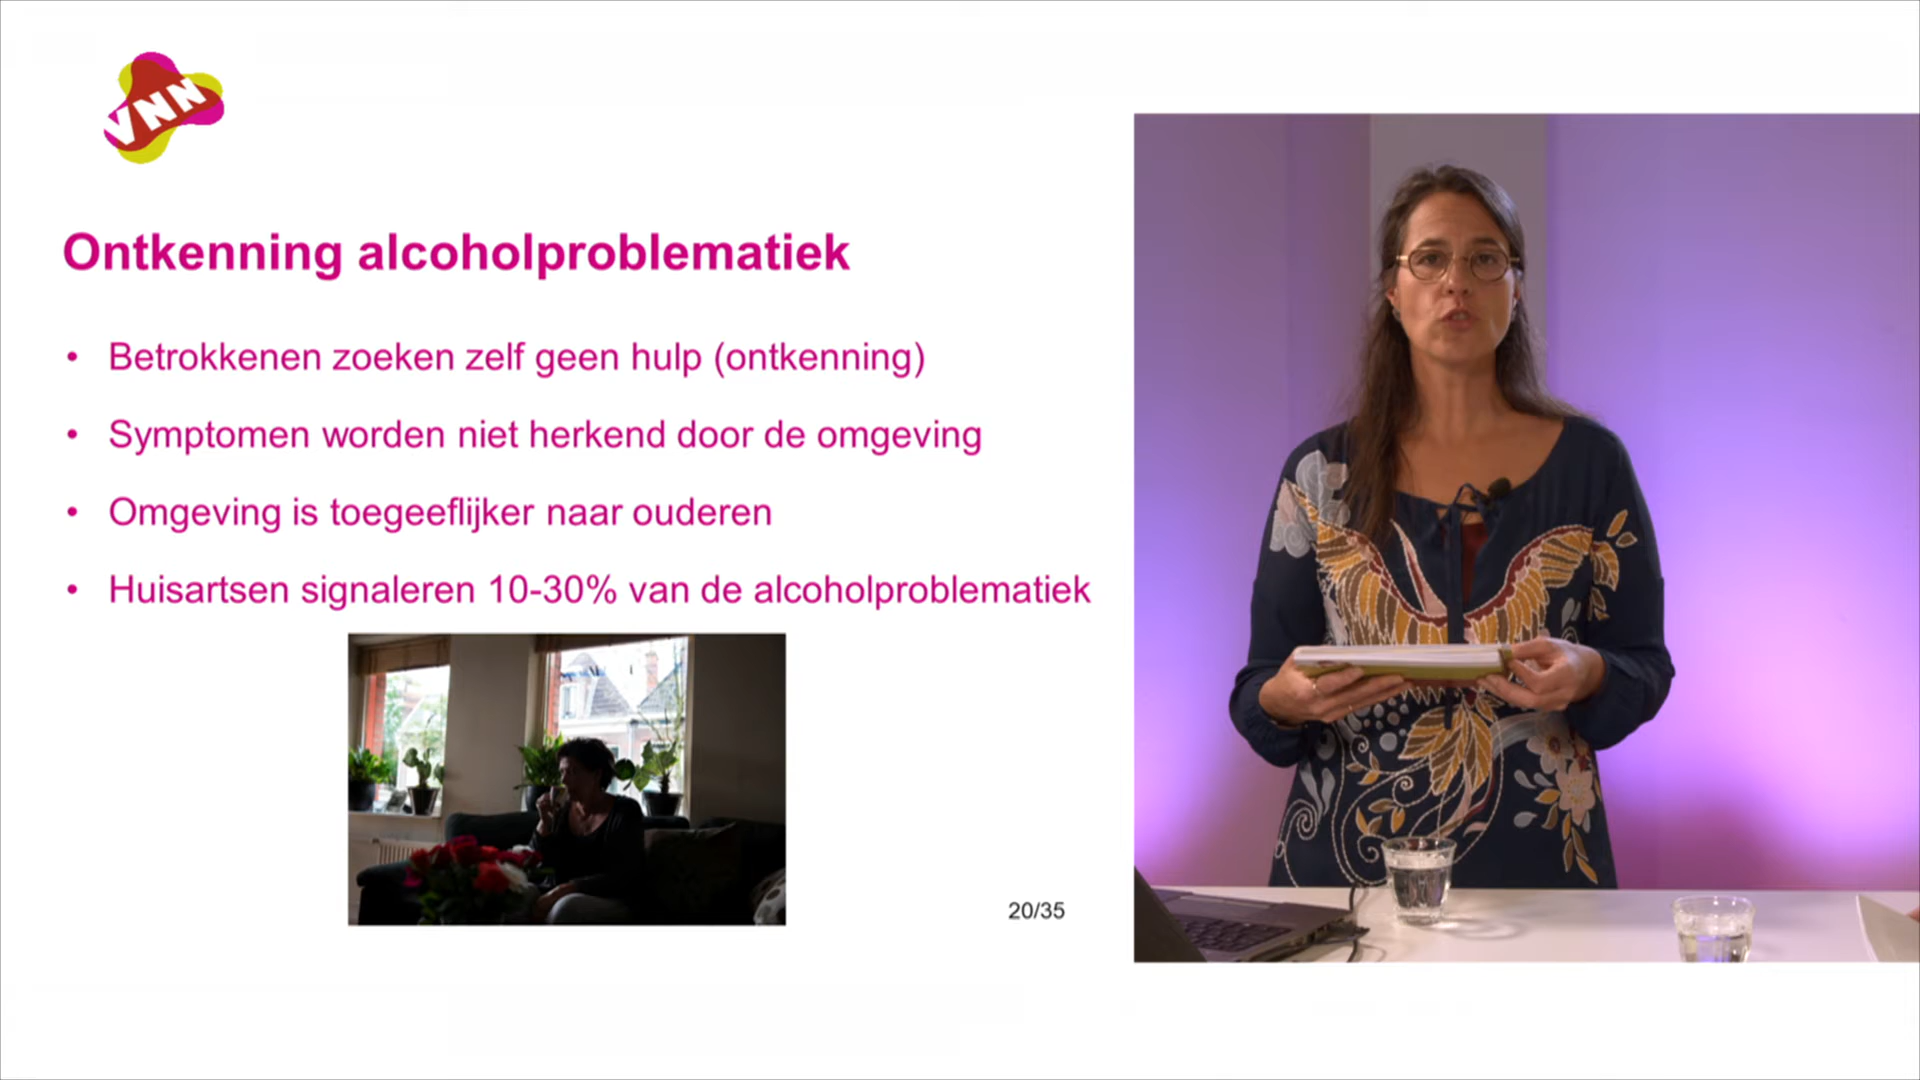 VNN
Ontkenning alcoholproblematiek
• Betrokkenen zoeken zelf geen hulp (ontkenning)
• Symptomen worden niet herkend door de omgeving
• Omgeving is toegeeflijker naar ouderen
• Huisartsen signaleren 10-30% van de alcoholproblematiek
20/35